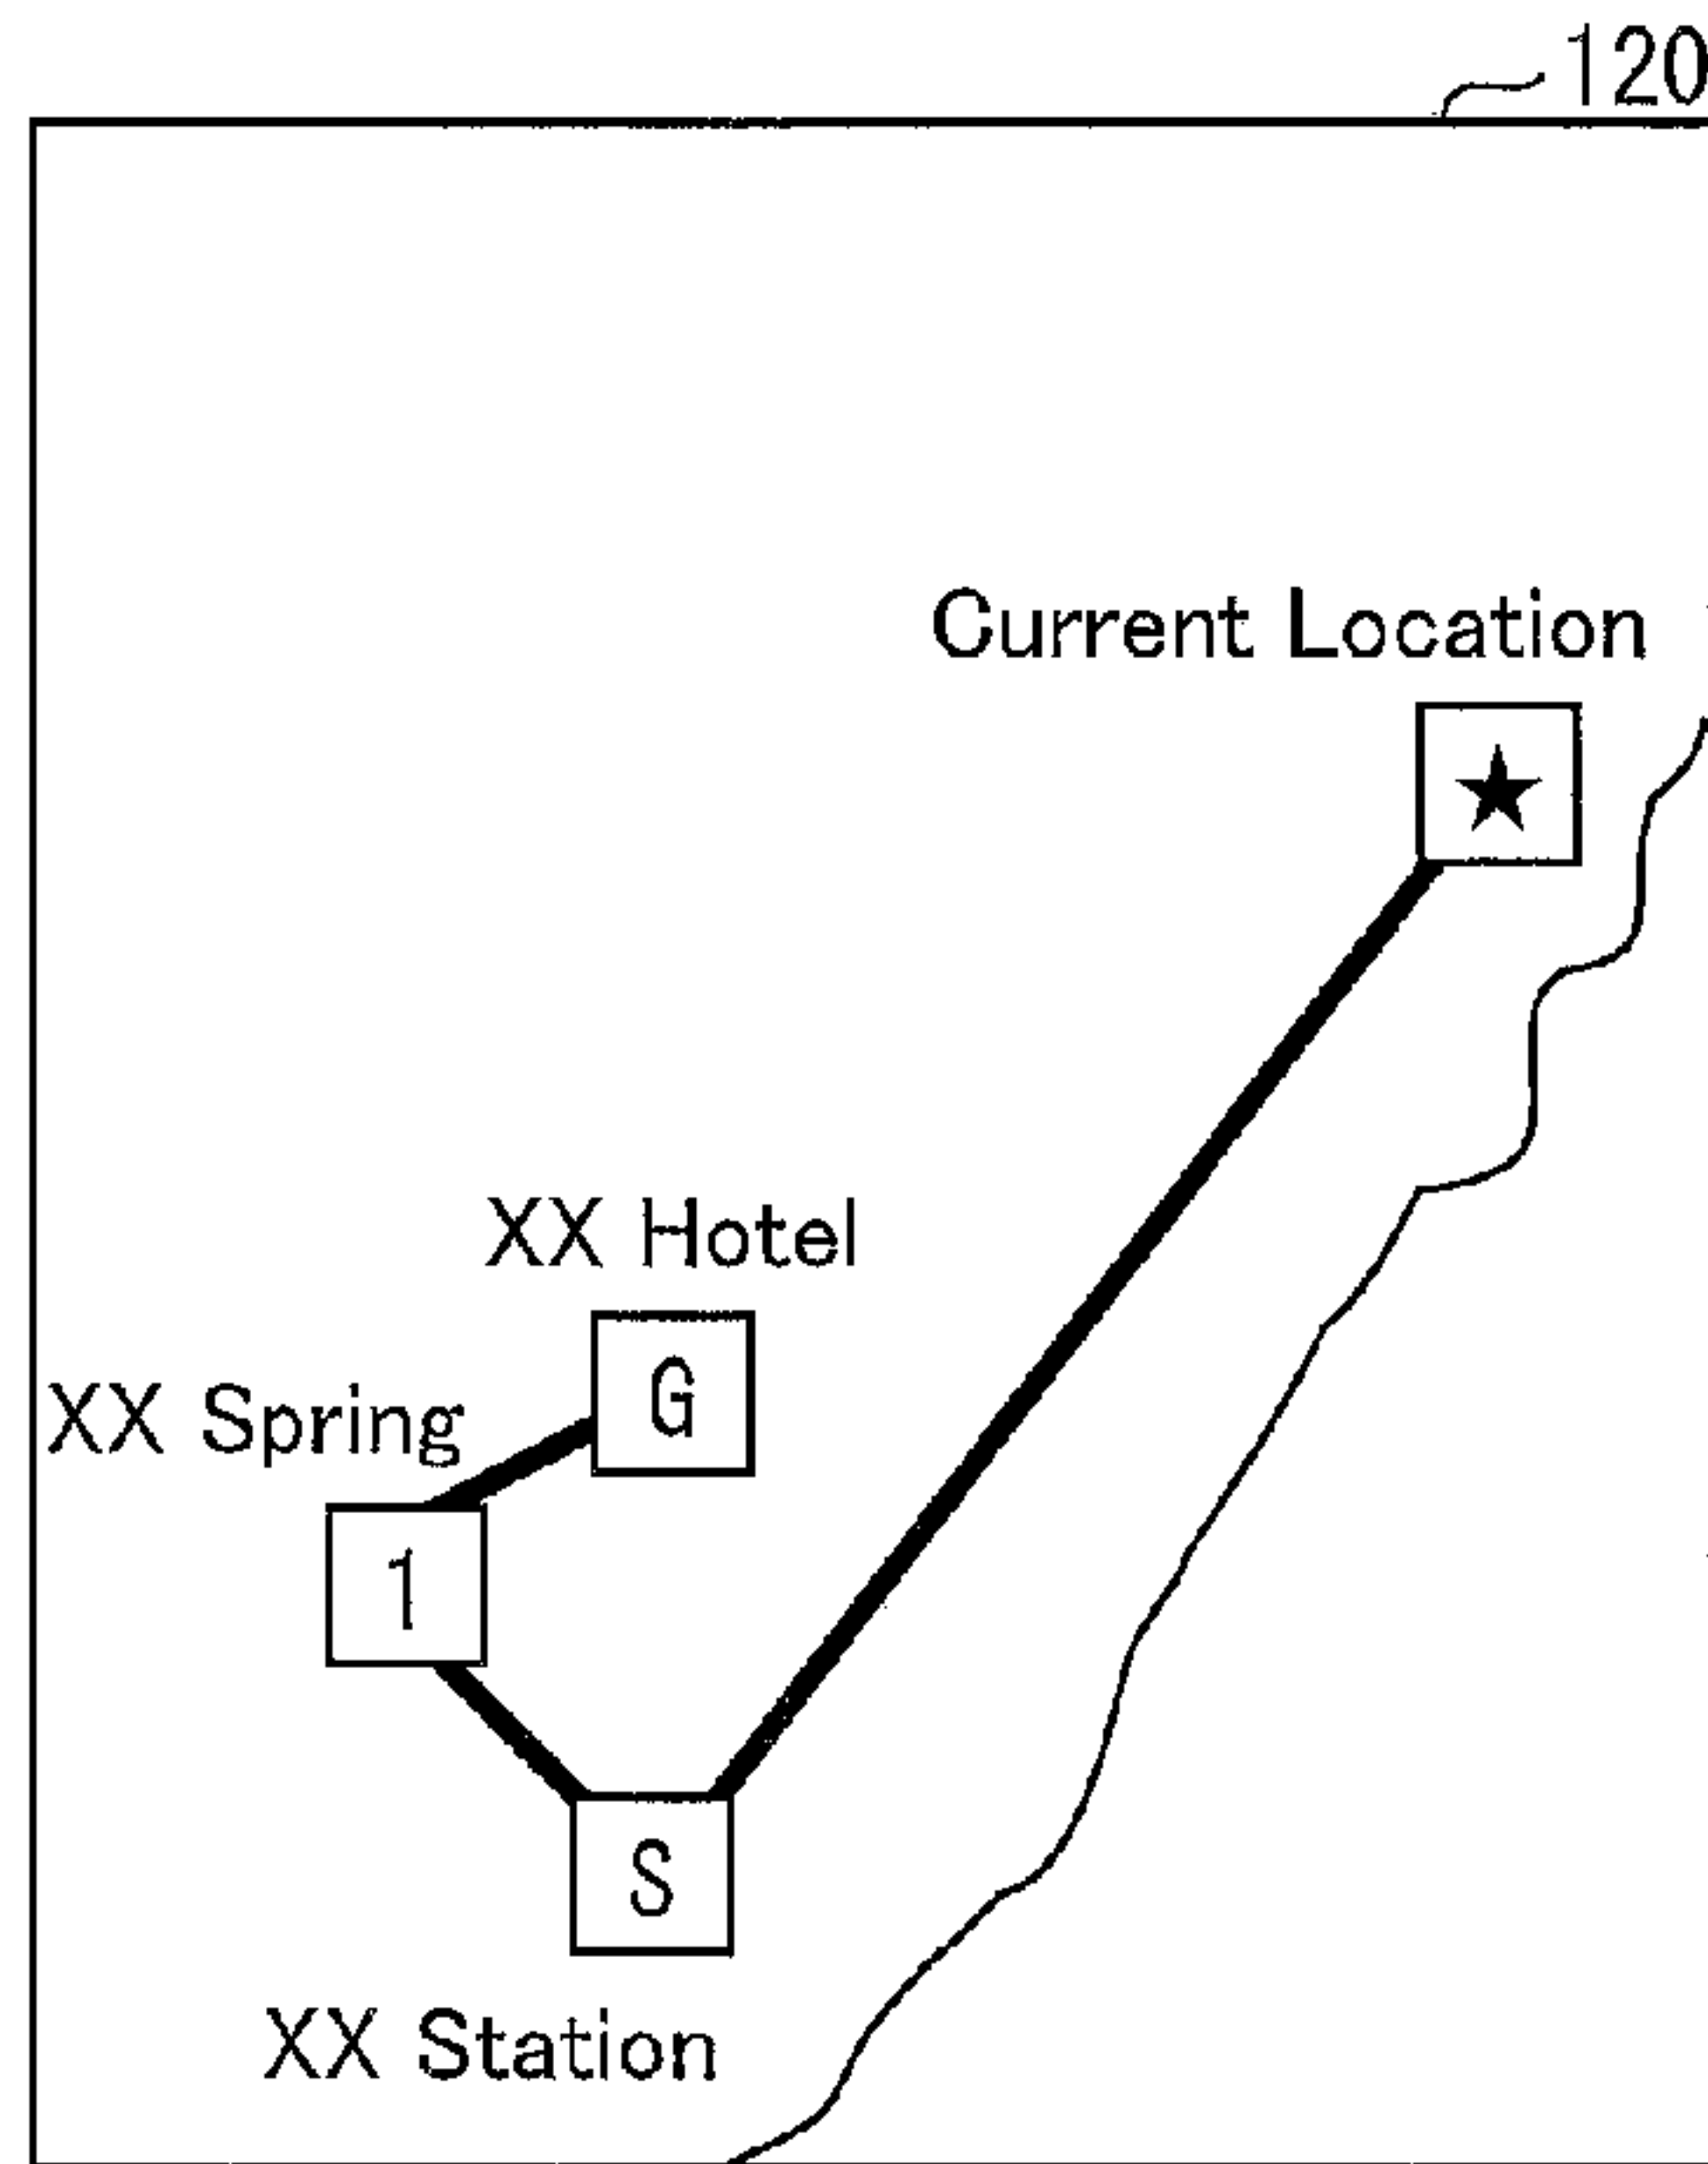 120
Current Location
★
XX Hotel
G
XX Spring
1
S
XX Station